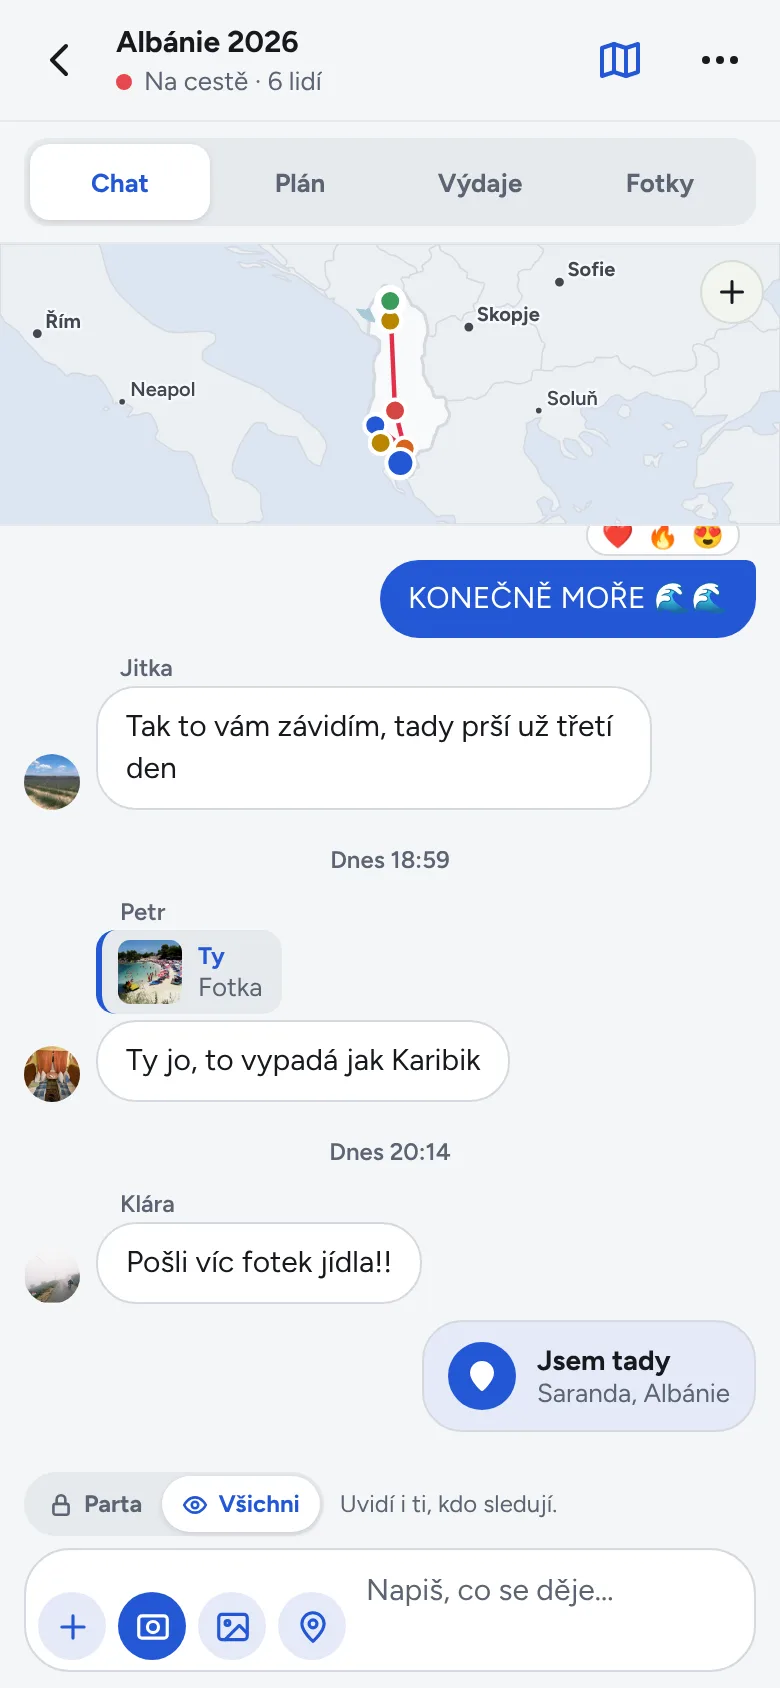 Albánie 2026
Na cestě · 6 lidí
Chat
Plán
Výdaje
Fotky
Sofie
Skopje
Řím
Neapol
Soluň
KONEČNĚ MOŘE 🌊 🌊
Jitka
Tak to vám závidím, tady prší už třetí
den
Dnes 18:59
Petr
Ty
Fotka
Ty jo, to vypadá jak Karibik
Dnes 20:14
Klára
Pošli víc fotek jídla!!
Jsem tady
Saranda, Albánie
Parta
Všichni
Uvidí i ti, kdo sledují.
Napiš, co se děje...